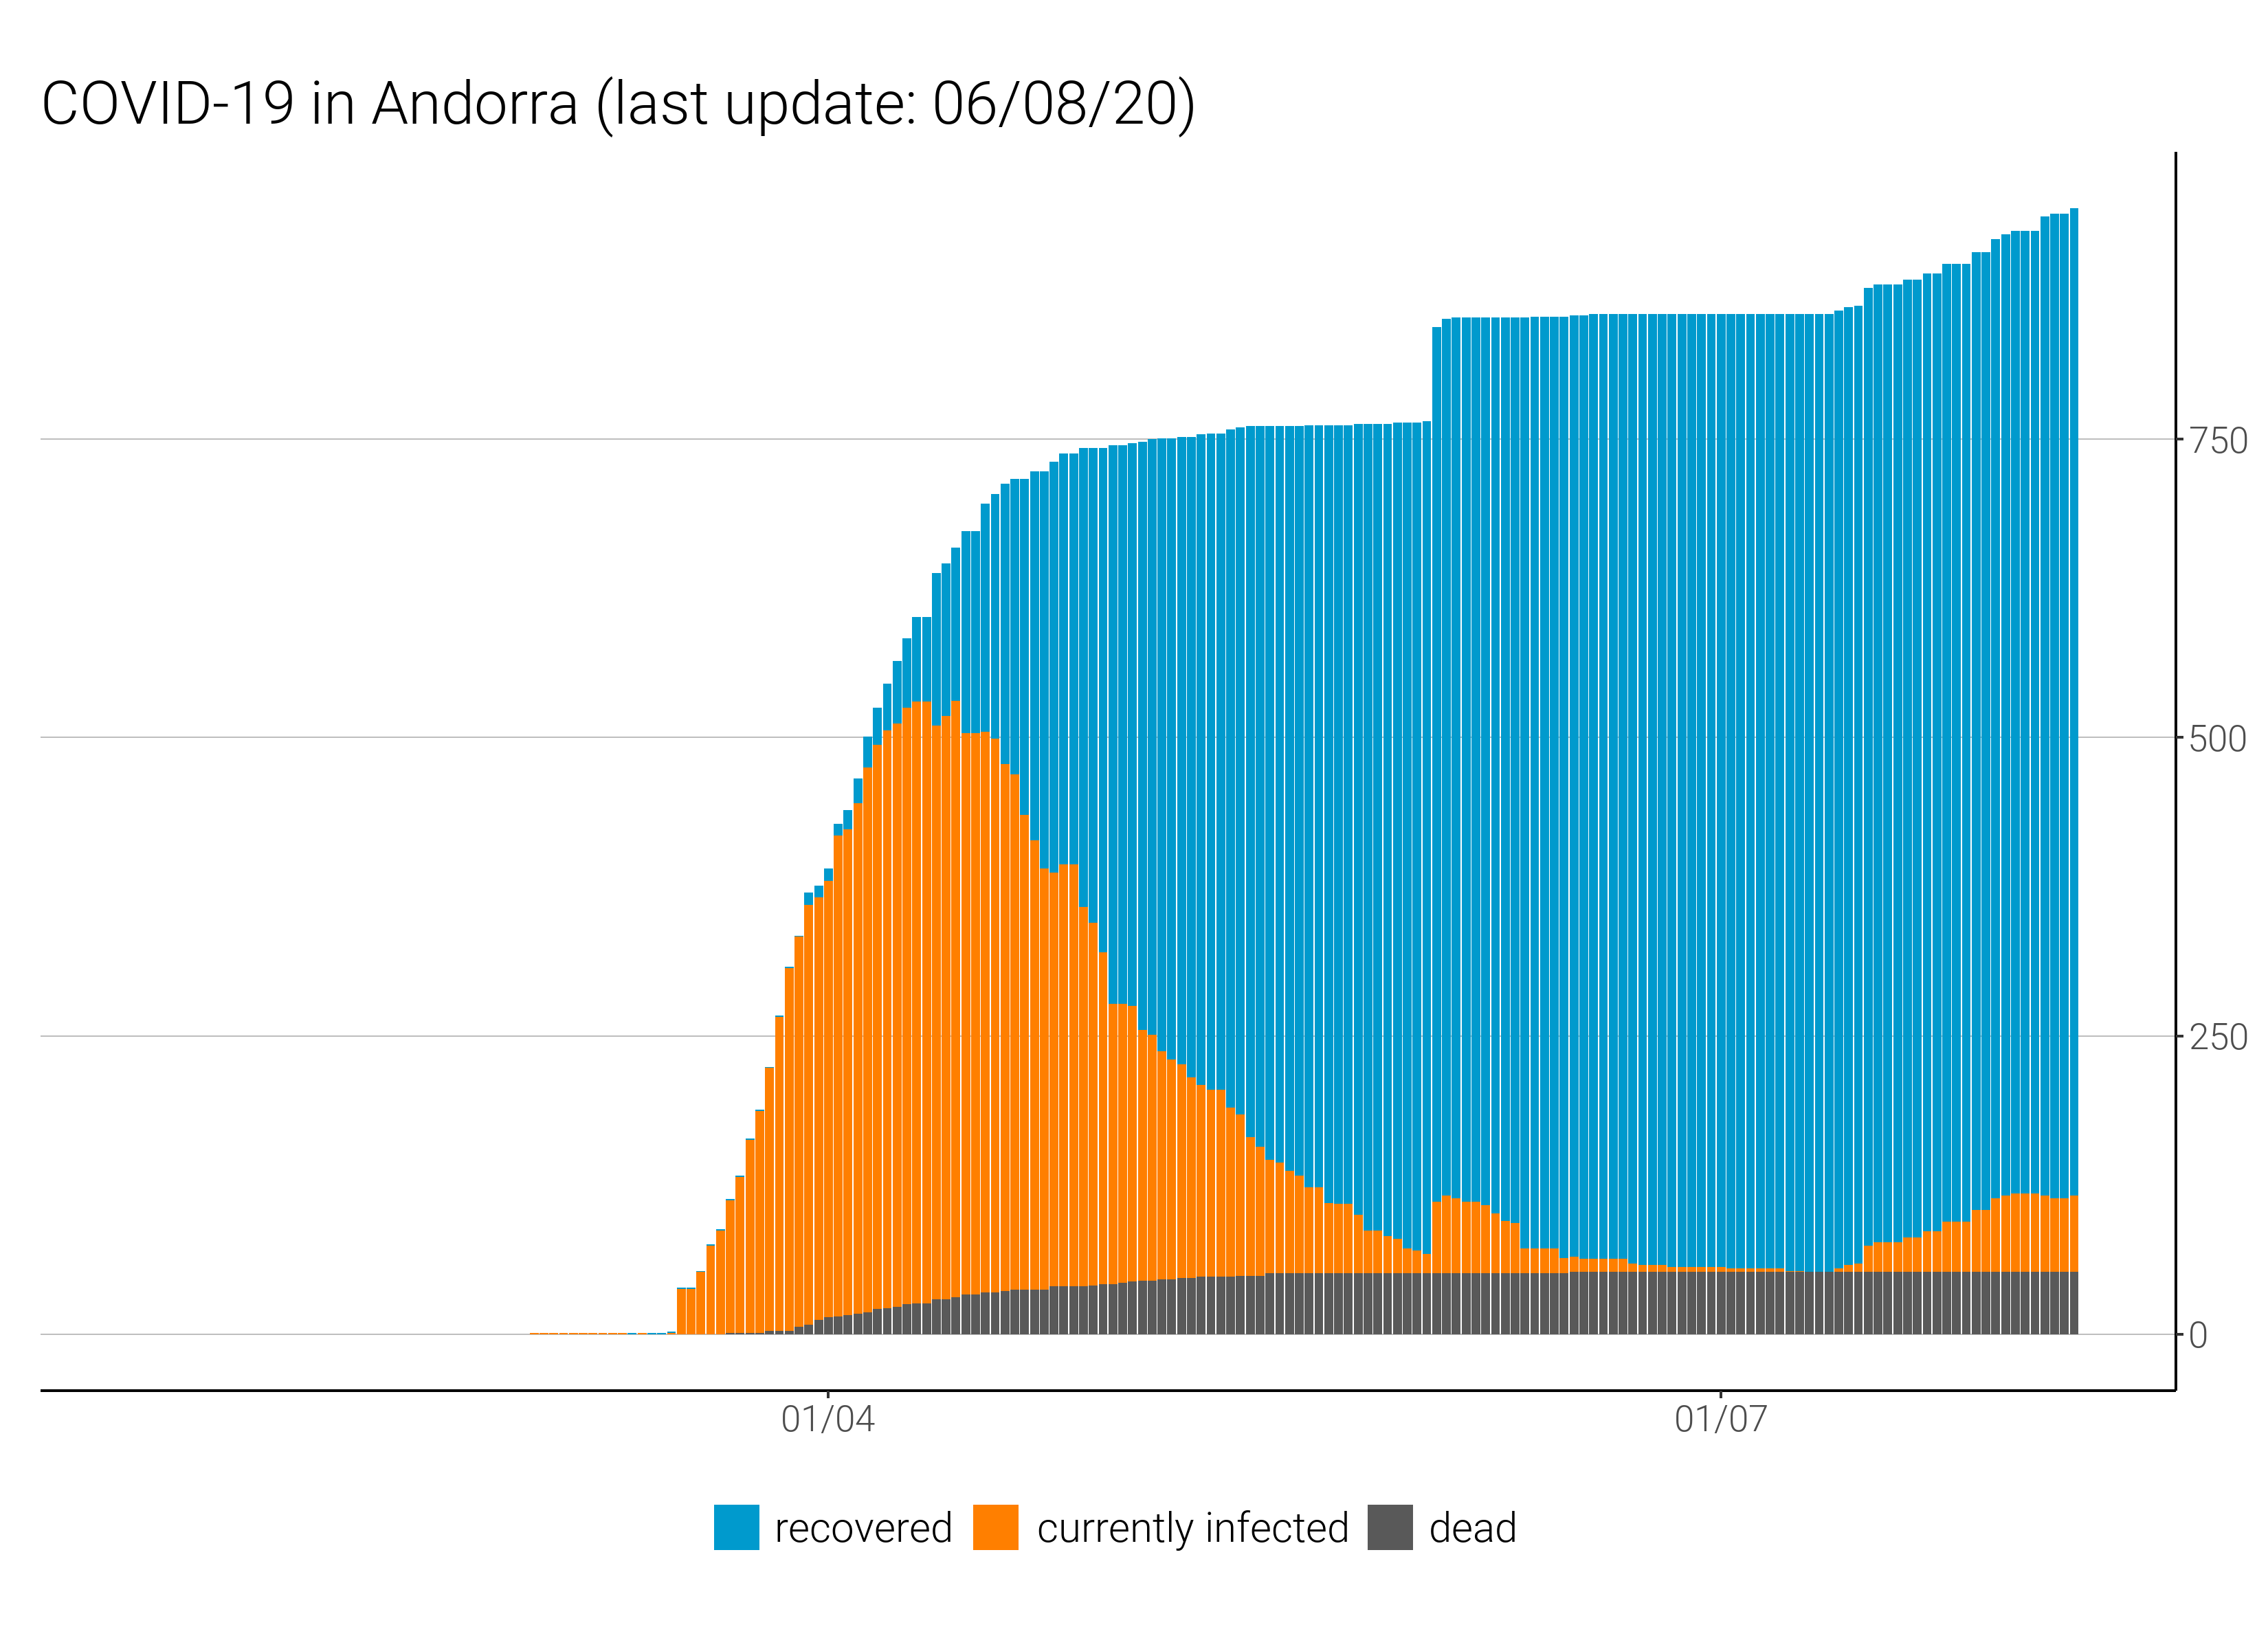 COVID-19 in Andorra (last update: 06/08/20)
750
500
250
0
01/04 01/07
recovered currently infected dead